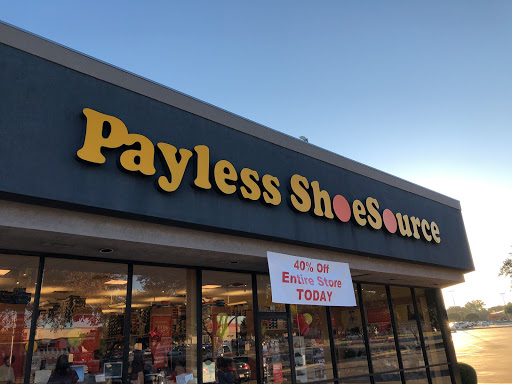 Payless ShoeSource
40% Off
Entire Store
TODAY